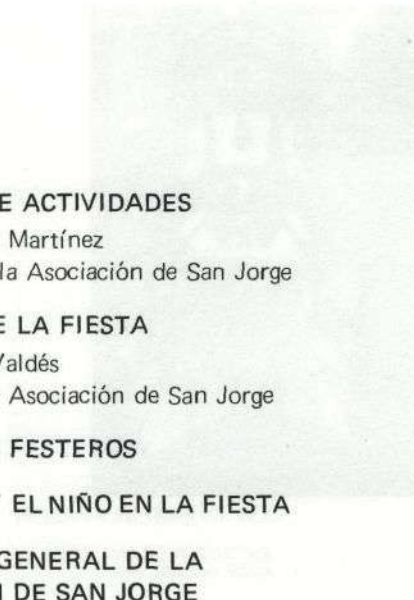 E ACTIVIDADES
Martínez
la Asociación de San Jorge
E LA FIESTA
Valdés
Asociación de San Jorge
FESTEROS
EL NIÑO EN LA FIESTA
GENERAL DE LA
N DE SAN JORGE